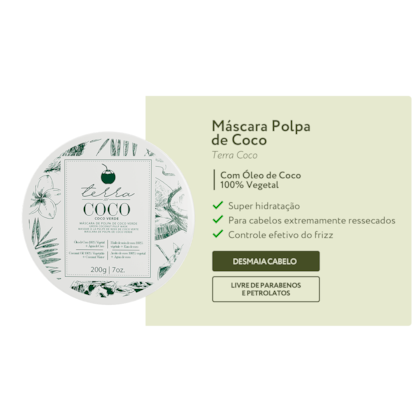 terra
COCO
COCO VERDE
200g | 7oz.
Máscara Polpa
de Coco
Terra Coco
Com Óleo de Coco
100% Vegetal
Super hidratação
Para cabelos extremamente ressecados
Controle efetivo do frizz
DESMAIA CABELO
LIVRE DE PARABENOS
E PETROLATOS